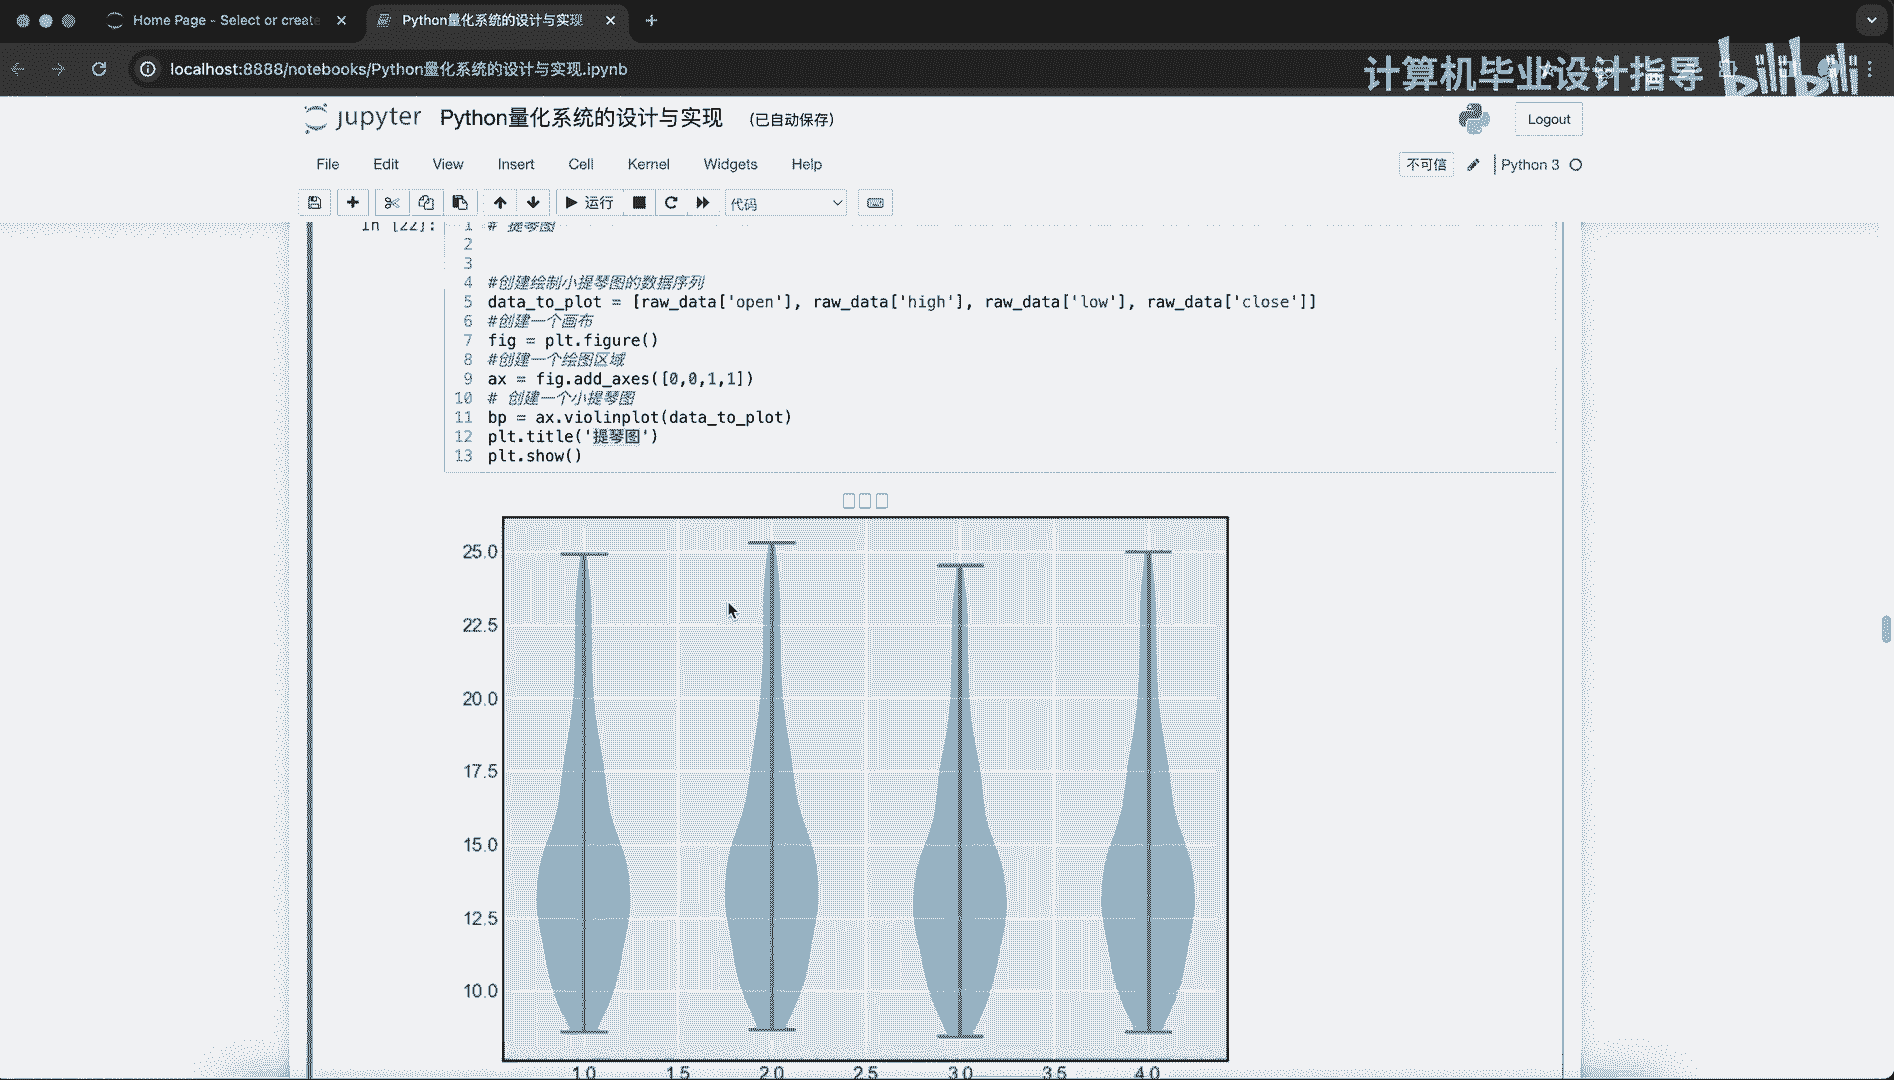 Home Page - Select or create
Python量化系统的设计与实现
localhost:8888/notebooks/Python量化系统的设计与实现.ipynb
计算机毕业设计指导 bilibili
jupyter Python量化系统的设计与实现 (已自动保存)
Logout
File Edit View Insert Cell Kernel Widgets Help
不可信 Python 3
运行 代码
In [22]: 1 # 提琴图
2
3
4 #创建绘制小提琴图的数据序列
5 data_to_plot = [raw_data['open'], raw_data['high'], raw_data['low'], raw_data['close']]
6 #创建一个画布
7 fig = plt.figure()
8 #创建一个绘图区域
9 ax = fig.add_axes([0,0,1,1])
10 # 创建一个小提琴图
11 bp = ax.violinplot(data_to_plot)
12 plt.title('提琴图')
13 plt.show()
25.0
22.5
20.0
17.5
15.0
12.5
10.0
1.0 1.5 2.0 2.5 3.0 3.5 4.0